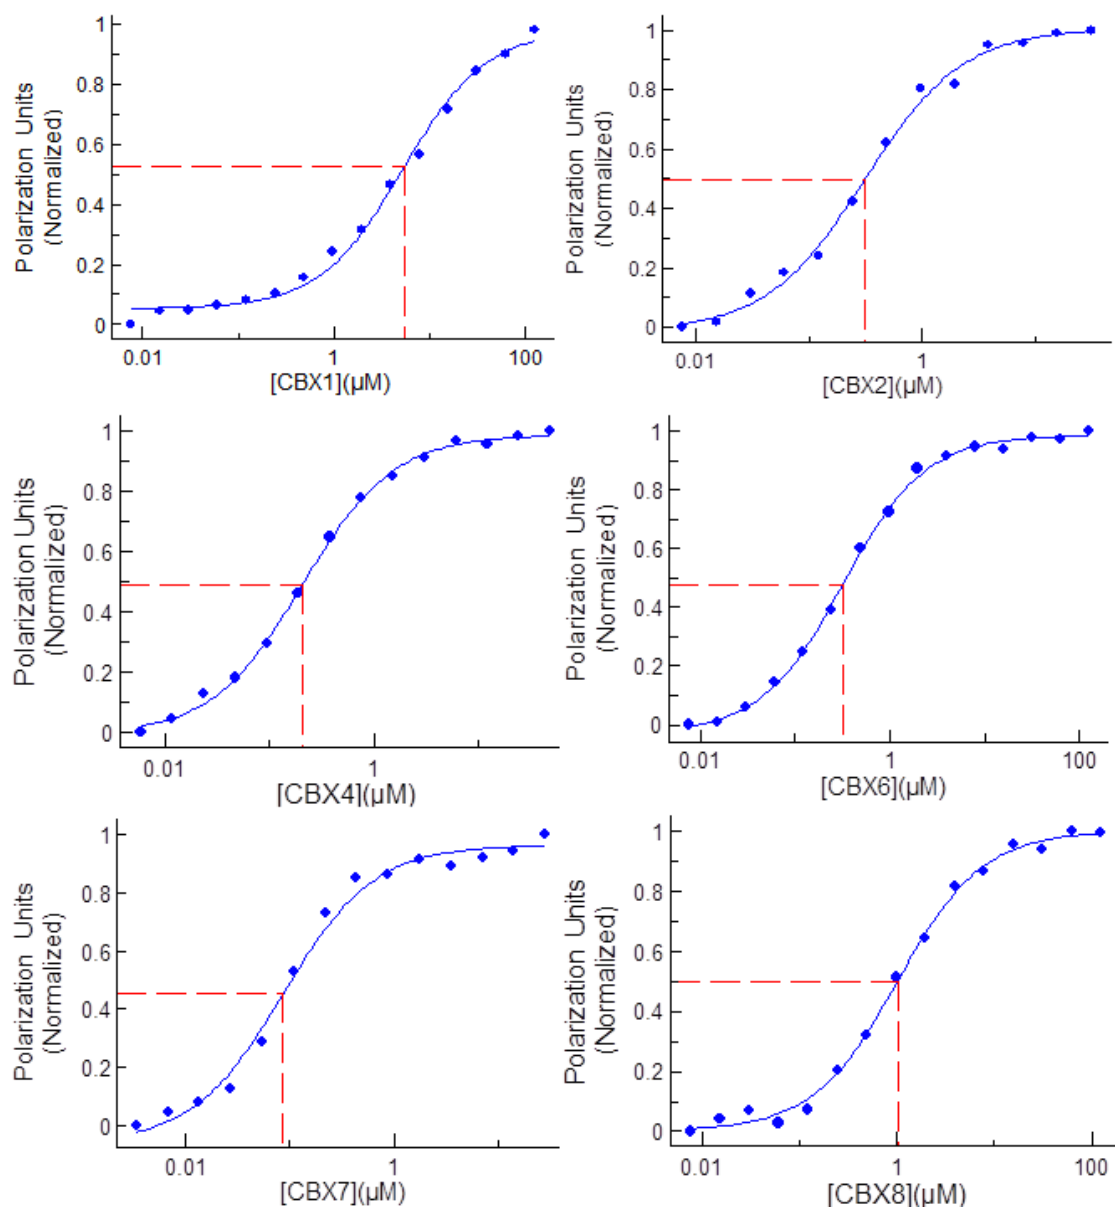 Polarization Units
(Normalized)
1
0.8
0.6
0.4
0.2
0
0.01
1
100
[CBX1](µM)
Polarization Units
(Normalized)
1
0.8
0.6
0.4
0.2
0
0.01
1
[CBX2](µM)
Polarization Units
(Normalized)
1
0.8
0.6
0.4
0.2
0
0.01
1
[CBX4](µM)
Polarization Units
(Normalized)
1
0.8
0.6
0.4
0.2
0
0.01
1
100
[CBX6](µM)
Polarization Units
(Normalized)
1
0.8
0.6
0.4
0.2
0
0.01
1
[CBX7](µM)
Polarization Units
(Normalized)
1
0.8
0.6
0.4
0.2
0
0.01
1
100
[CBX8](µM)